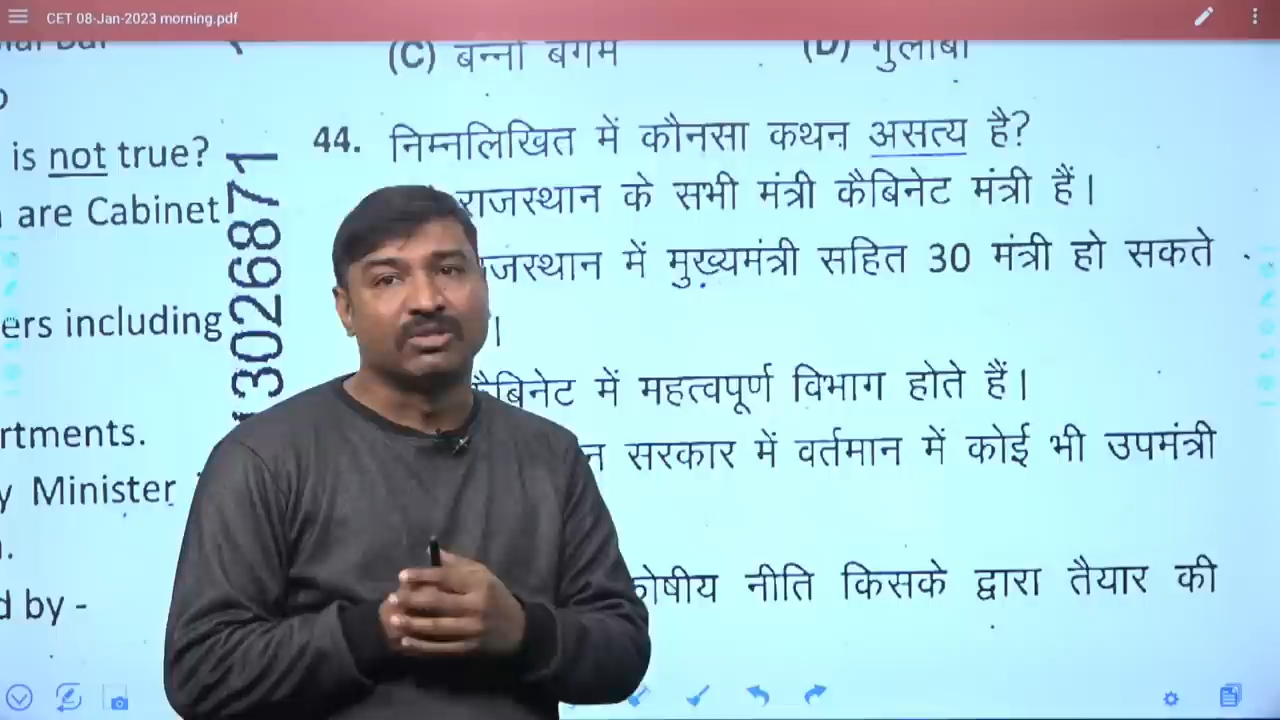 CET 08-Jan-2023 morning.pdf
(C) बन्नो बेगम (D) गुलाबो
is not true?
are Cabinet
ers including
rtments.
Minister
d by -
13026871
44. निम्नलिखित में कौनसा कथन असत्य है?
राजस्थान के सभी मंत्री कैबिनेट मंत्री हैं।
जस्थान में मुख्यमंत्री सहित 30 मंत्री हो सकते
।
कैबिनेट में महत्वपूर्ण विभाग होते हैं।
न सरकार में वर्तमान में कोई भी उपमंत्री
कोषीय नीति किसके द्वारा तैयार की